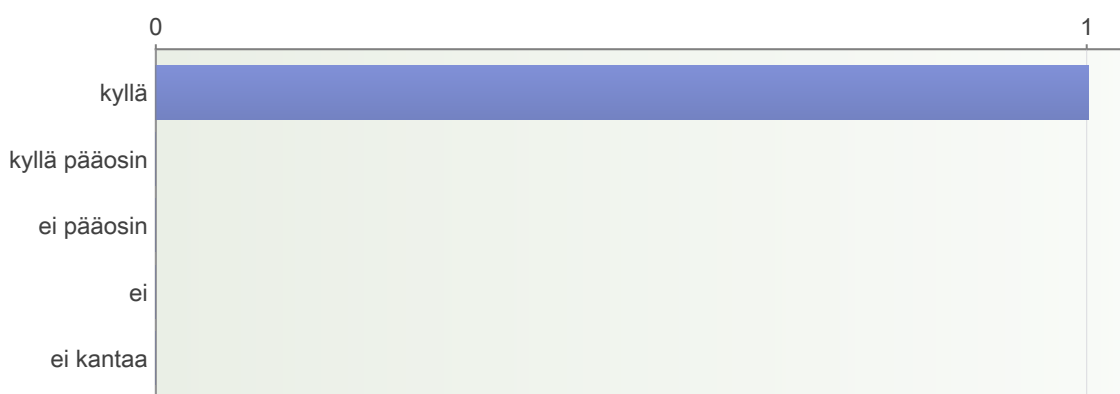 0 1
kyllä
kyllä pääosin
ei pääosin
ei
ei kantaa